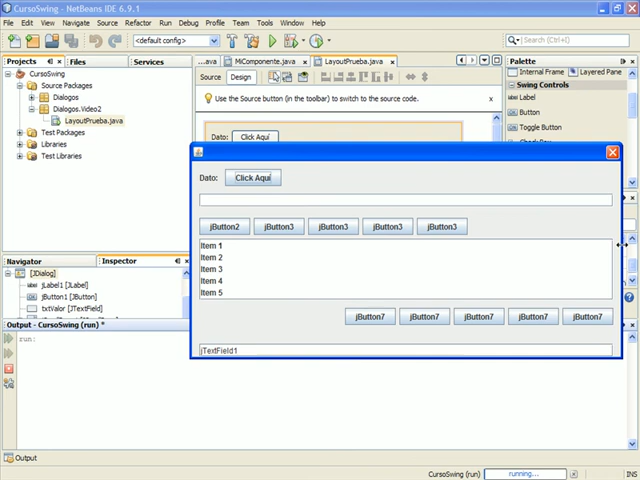 CursoSwing - NetBeans IDE 6.9.1
File Edit View Navigate Source Refactor Run Debug Profile Team Tools Window Help
<default config>
Search (Ctrl+I)
Projects Files Services
...ava MiComponente.java LayoutPrueba.java
Palette
CursoSwing
Source Packages
Dialogos
Dialogos.Video2
LayoutPrueba.java
Test Packages
Libraries
Test Libraries
Source Design
Internal Frame Layered Pane
Swing Controls
Label
Button
Toggle Button
Use the Source button (in the toolbar) to switch to the source code. x
Dato: Click Aquí
Dato: Click Aquí
jButton2 jButton3 jButton3 jButton3 jButton3
Item 1
Item 2
Item 3
Item 4
Item 5
jButton7 jButton7 jButton7 jButton7 jButton7
jTextField1
Navigator Inspector
[JDialog]
jLabel1 [JLabel]
jButton1 [JButton]
txtValor [JTextField]
Output - CursoSwing (run)
run:
Output
CursoSwing (run) running... INS